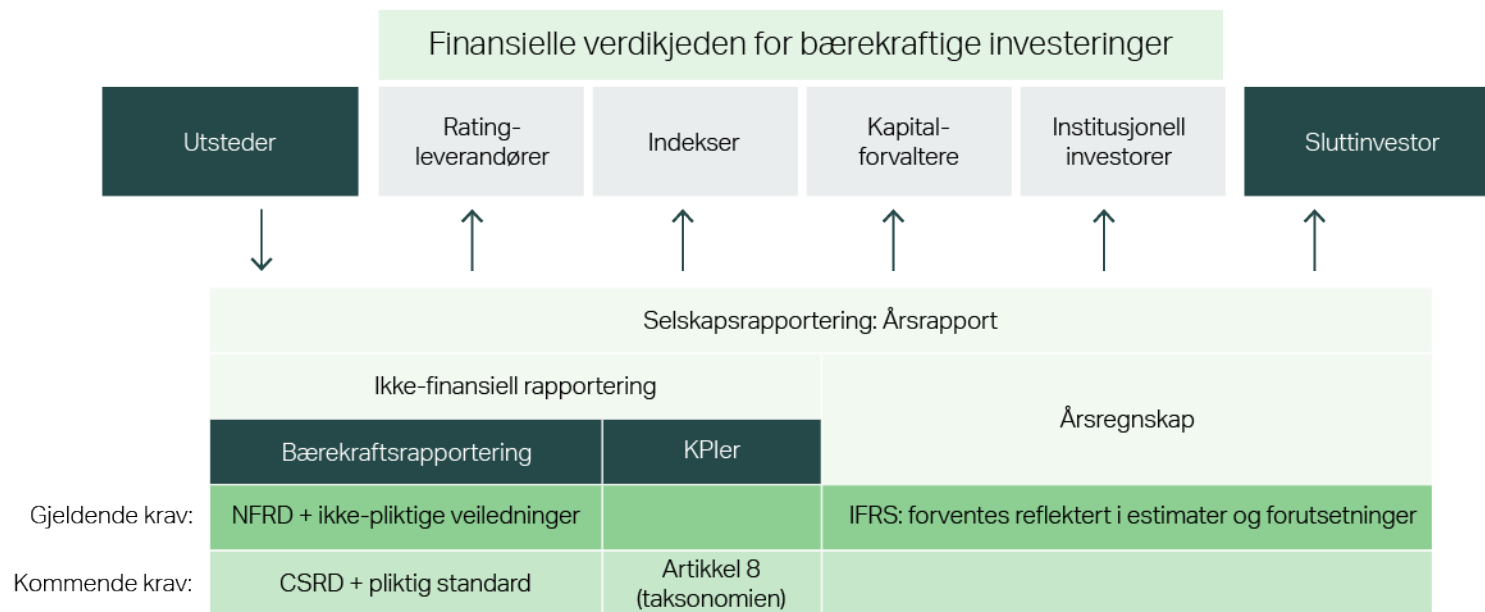 Finansielle verdikjeden for bærekraftige investeringer
Utsteder
Rating-
leverandører
Indekser
Kapital-
forvaltere
Institusjonell
investorer
Sluttinvestor
Selskapsrapportering: Årsrapport
Ikke-finansiell rapportering
Årsregnskap
Bærekraftsrapportering
KPIer
Gjeldende krav:
NFRD + ikke-pliktige veiledninger
IFRS: forventes reflektert i estimater og forutsetninger
Kommende krav:
CSRD + pliktig standard
Artikkel 8
(taksonomien)